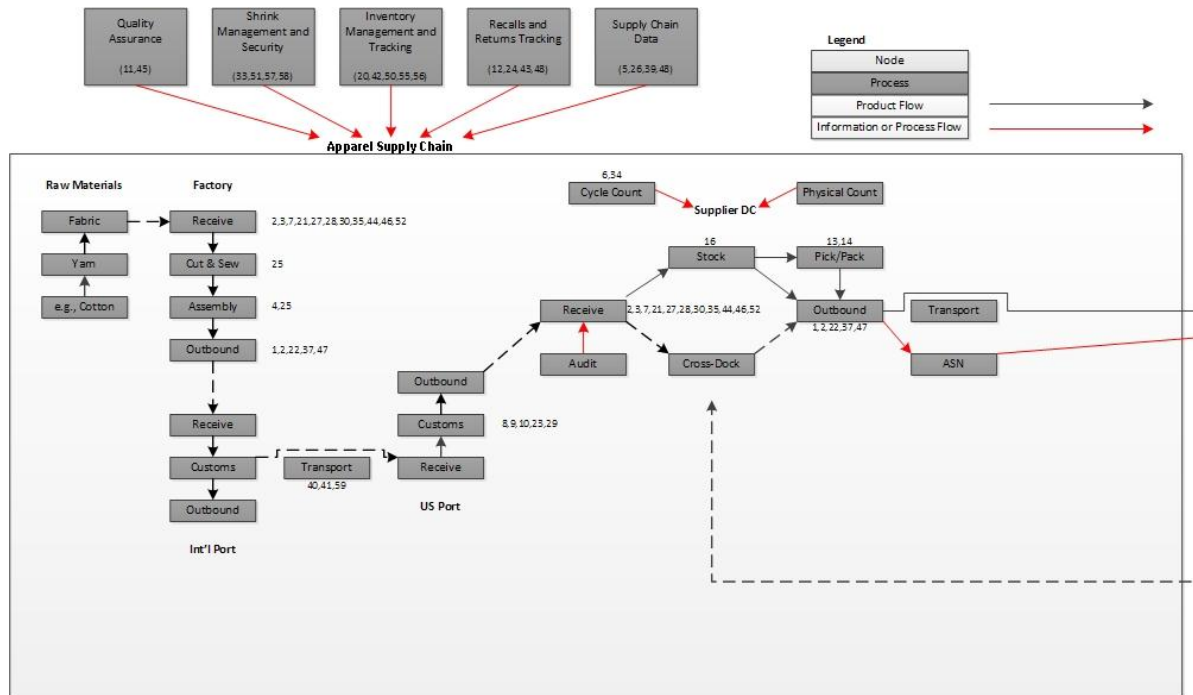 Quality
Assurance
(11,45)
Shrink
Management and
Security
(33,51,57,58)
Inventory
Management and
Tracking
(20,42,50,55,56)
Recalls and
Returns Tracking
(12,24,43,48)
Supply Chain
Data
(5,26,39,48)
Legend
Node
Process
Product Flow
Information or Process Flow
Apparel Supply Chain
Raw Materials
Factory
6,34
Cycle Count
Physical Count
Supplier DC
Fabric
Receive
2,3,7,21,27,28,30,35,44,46,52
Yarn
Cut & Sew
25
16
Stock
13,14
Pick/Pack
e.g., Cotton
Assembly
4,25
Receive
2,3,7,21,27,28,30,35,44,46,52
Outbound
1,2,22,37,47
Transport
Outbound
1,2,22,37,47
Audit
Cross-Dock
ASN
Outbound
Receive
Customs
8,9,10,23,29
Customs
Transport
40,41,59
Receive
Outbound
US Port
Int'l Port